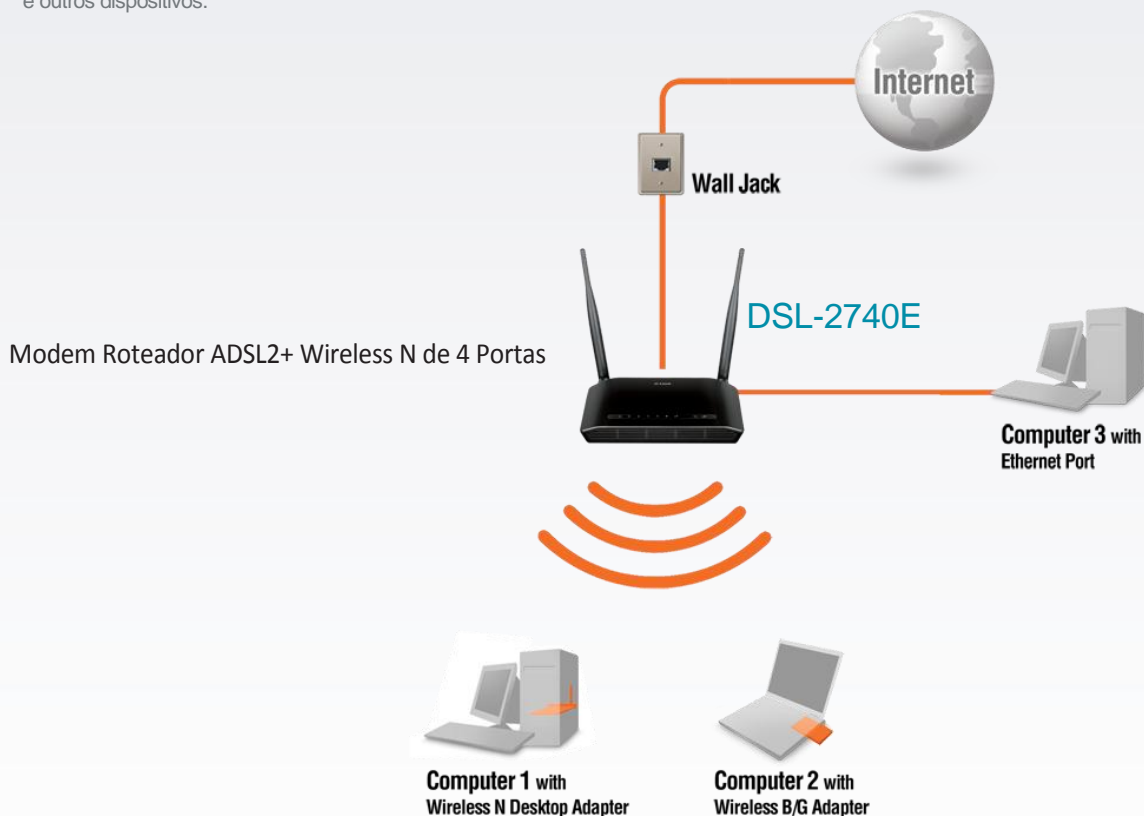 e outros dispositivos.
Internet
Wall Jack
DSL-2740E
Modem Roteador ADSL2+ Wireless N de 4 Portas
Computer 3 with
Ethernet Port
Computer 1 with
Wireless N Desktop Adapter
Computer 2 with
Wireless B/G Adapter